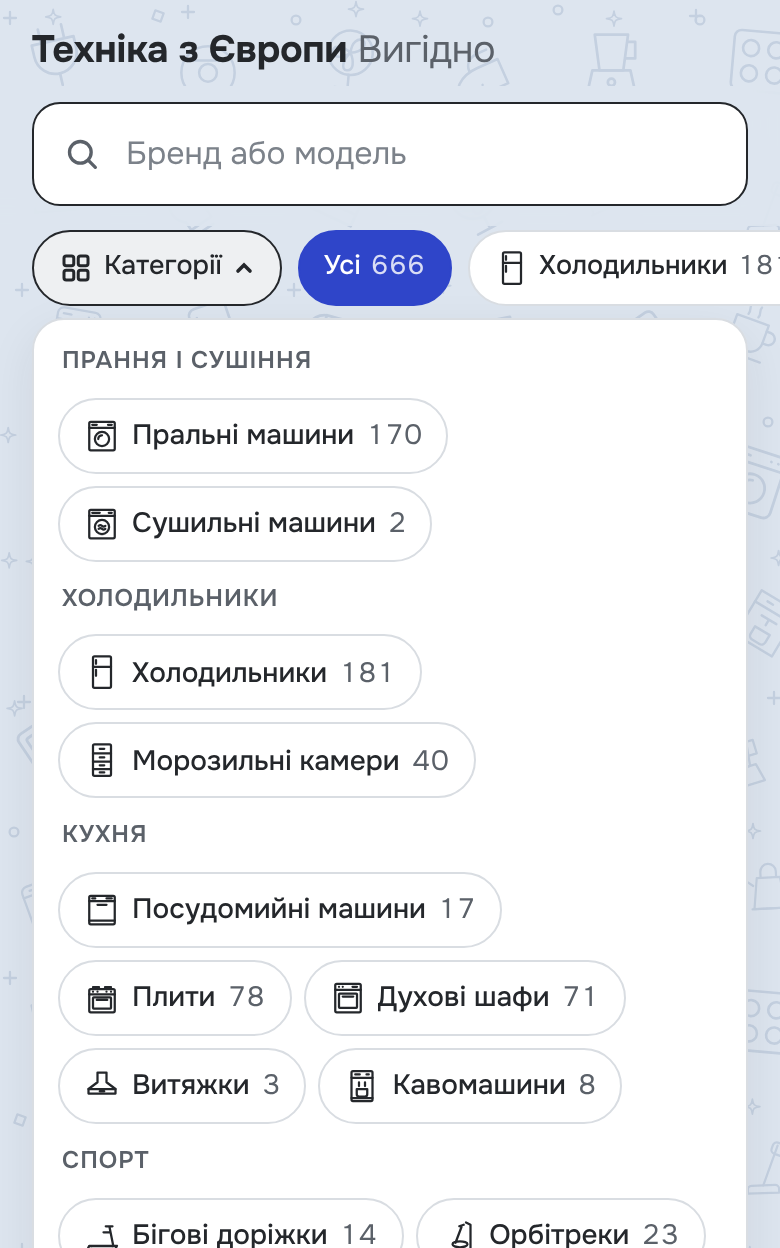 Техніка з Європи Вигідно
Бренд або модель
Категорії Усі 666 Холодильники 181
ПРАННЯ І СУШІННЯ
Пральні машини 170
Сушильні машини 2
ХОЛОДИЛЬНИКИ
Холодильники 181
Морозильні камери 40
КУХНЯ
Посудомийні машини 17
Плити 78 Духові шафи 71
Витяжки 3 Кавомашини 8
СПОРТ
Бігові доріжки 14 Орбітреки 23